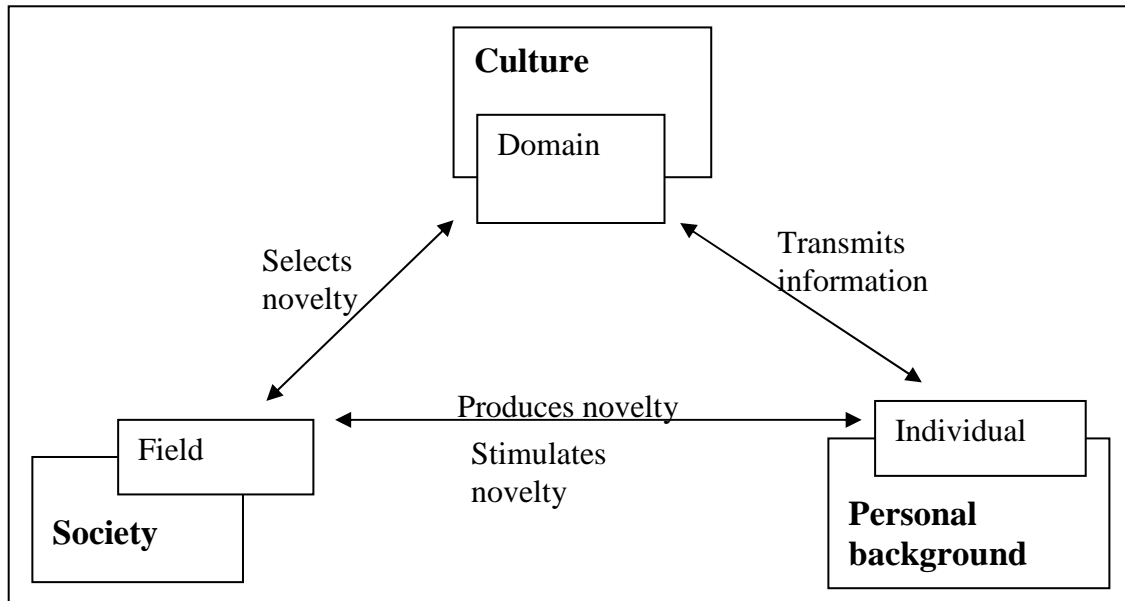 Culture
Domain
Selects
novelty
Transmits
information
Produces novelty
Stimulates
novelty
Field
Society
Individual
Personal
background